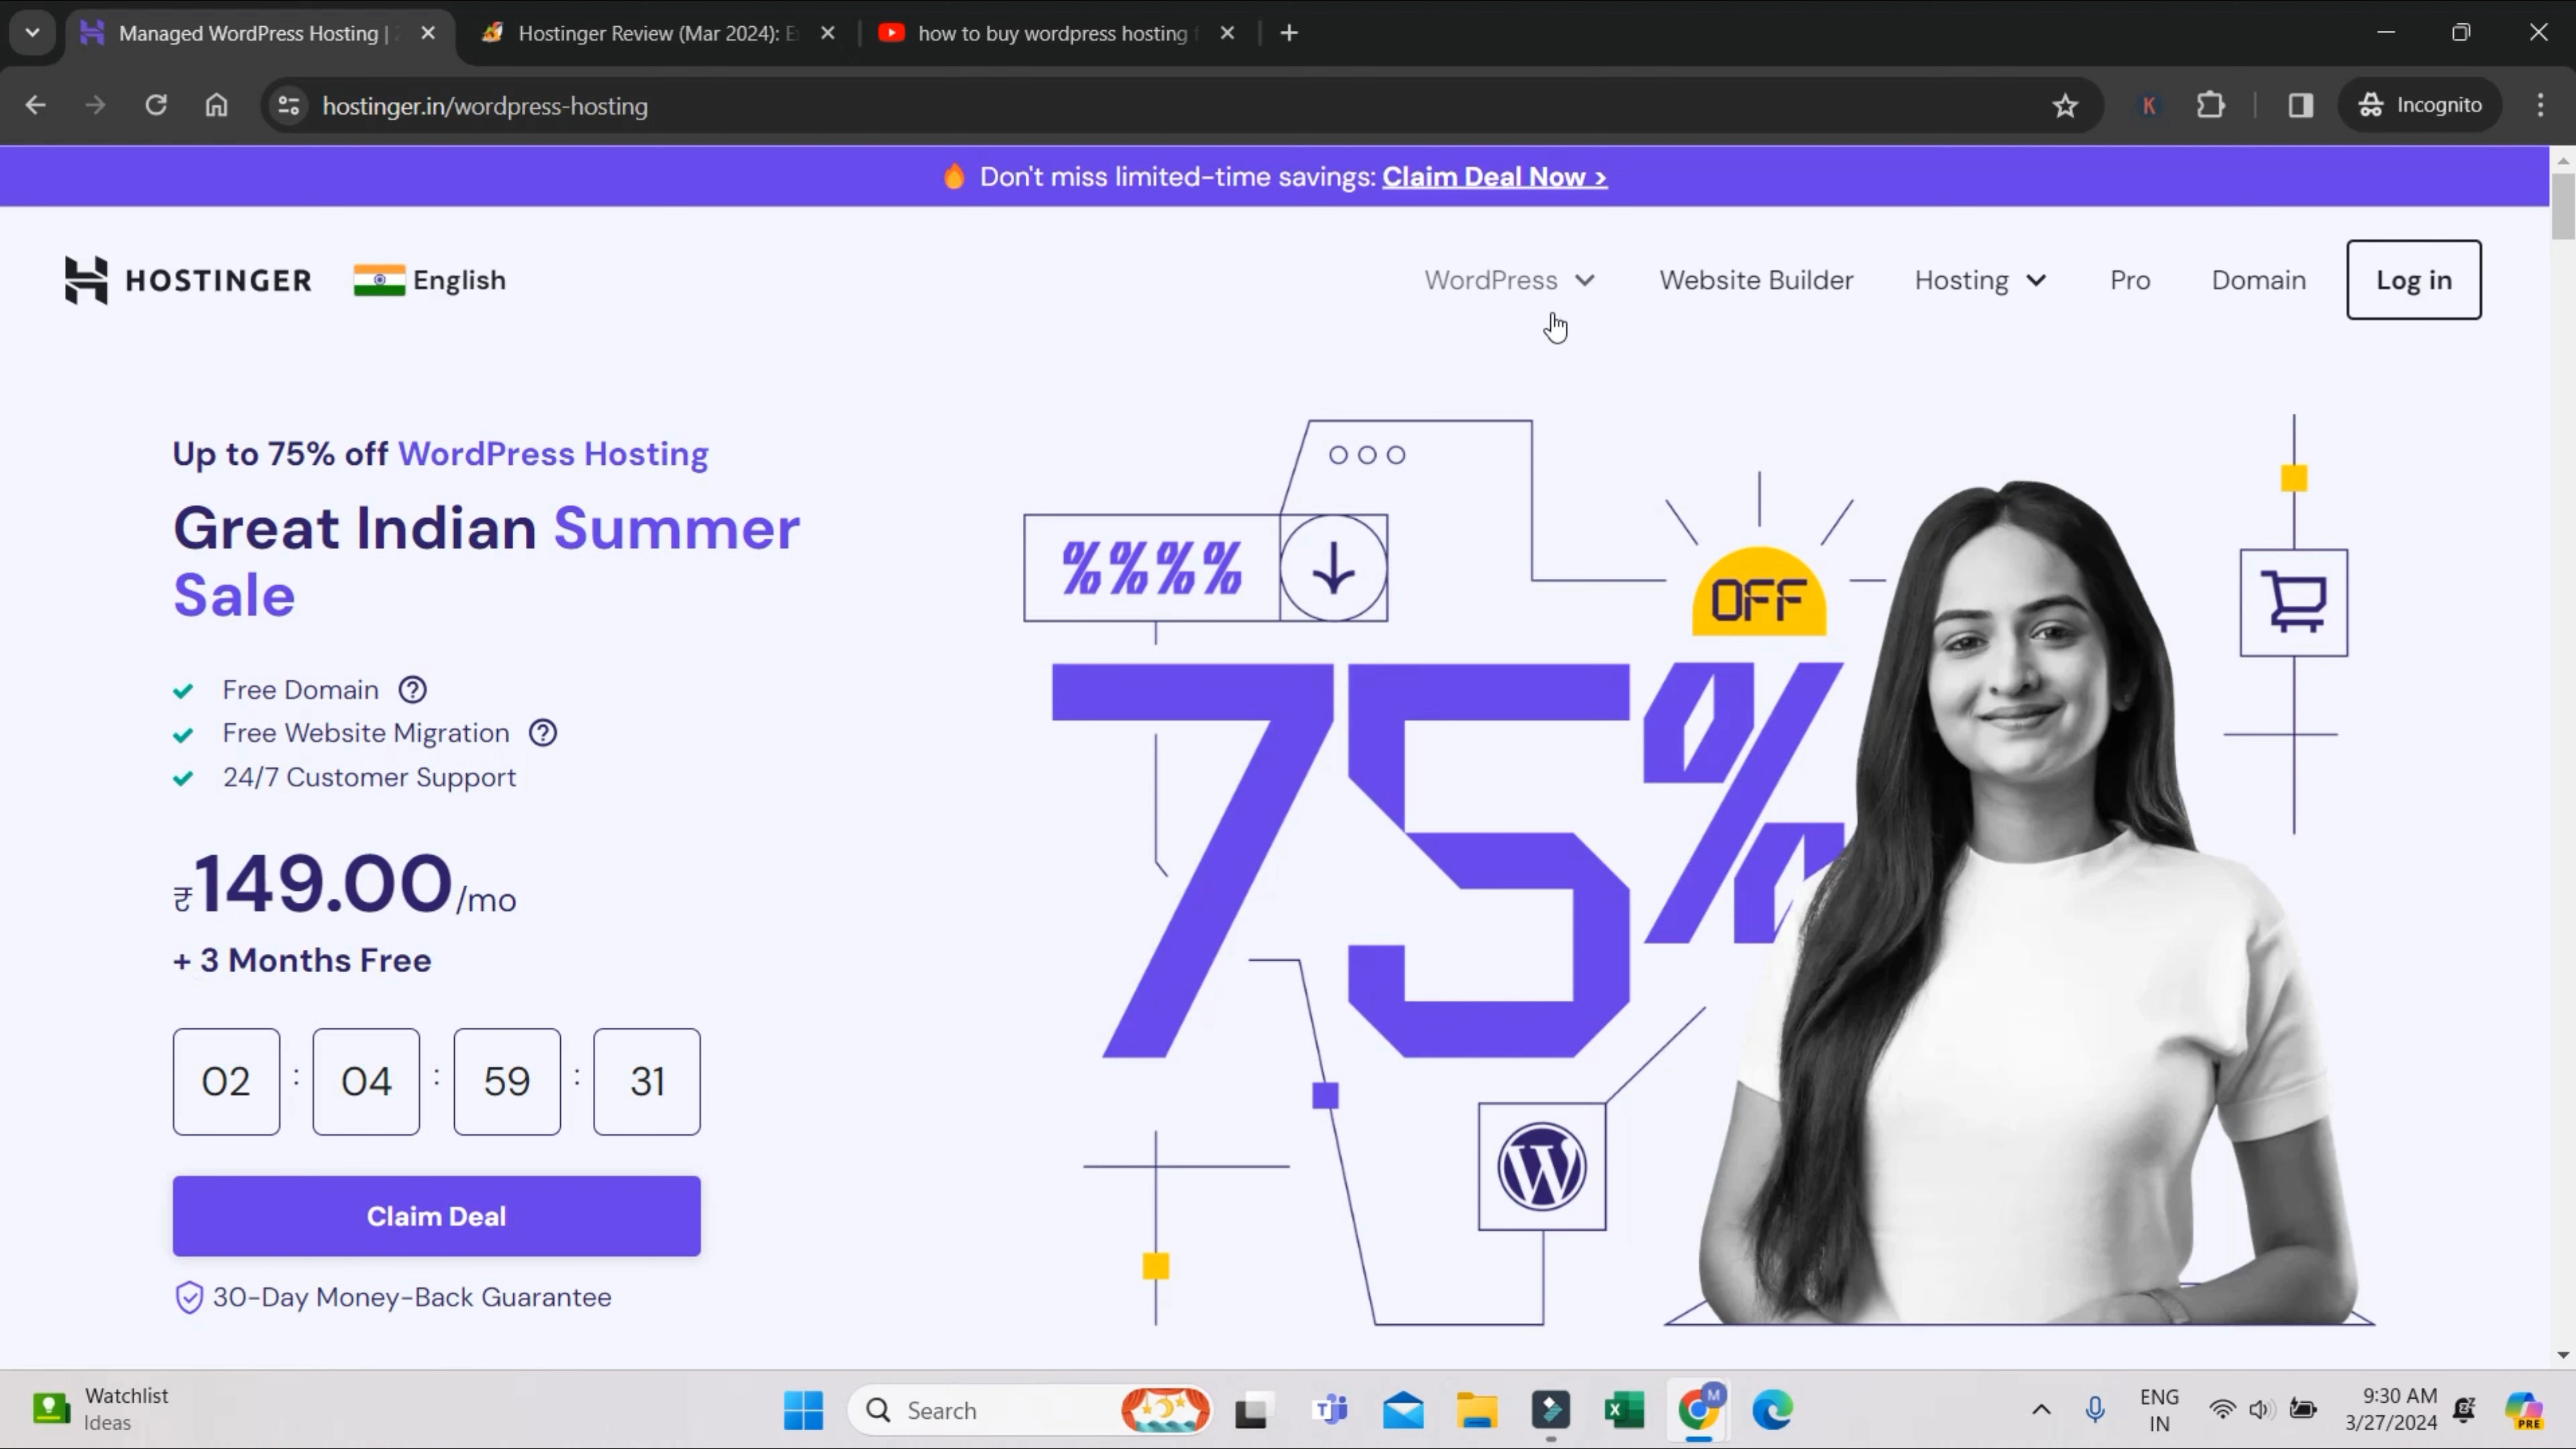 Managed WordPress Hosting | 2
Hostinger Review (Mar 2024): E
how to buy wordpress hosting f
hostinger.in/wordpress-hosting
K
Incognito
🔥 Don't miss limited-time savings: Claim Deal Now >
HOSTINGER
English
WordPress
Website Builder
Hosting
Pro
Domain
Log in
Up to 75% off WordPress Hosting
Great Indian Summer
Sale
Free Domain ?
Free Website Migration ?
24/7 Customer Support
₹149.00/mo
+ 3 Months Free
02 : 04 : 59 : 31
Claim Deal
30-Day Money-Back Guarantee
%%%%
OFF
75%
W
Watchlist
Ideas
Search
T
X
M
ENG
IN
9:30 AM
3/27/2024
PRE